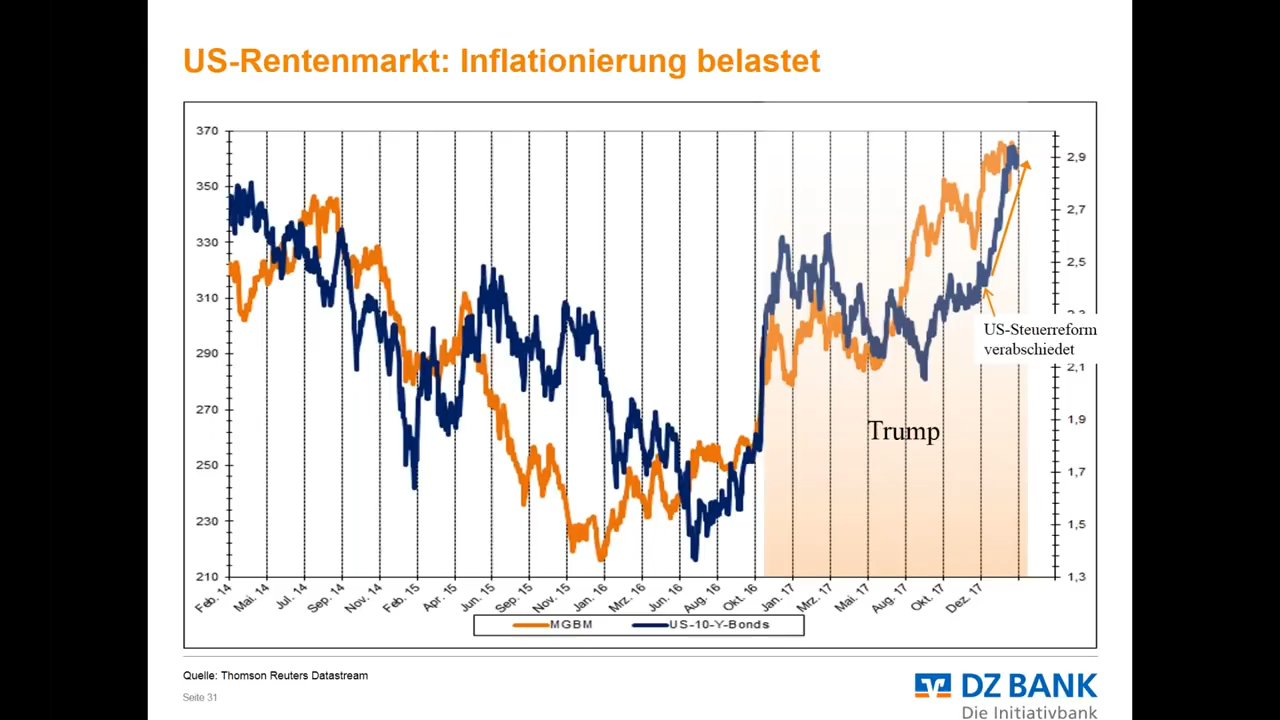 US-Rentenmarkt: Inflationierung belastet
370
350
330
310
290
270
250
230
210
2,9
2,7
2,5
2,1
1,9
1,7
1,5
1,3
US-Steuerreform
verabschiedet
Trump
Feb. 14
Mai. 14
Jul. 14
Sep. 14
Nov. 14
Feb. 15
Apr. 15
Jun. 15
Sep. 15
Nov. 15
Jan. 16
Mrz. 16
Jun. 16
Aug. 16
Okt. 16
Jan. 17
Mrz. 17
Mai. 17
Aug. 17
Okt. 17
Dez. 17
MGBM US-10-Y-Bonds
Quelle: Thomson Reuters Datastream
Seite 31
DZ BANK
Die Initiativbank